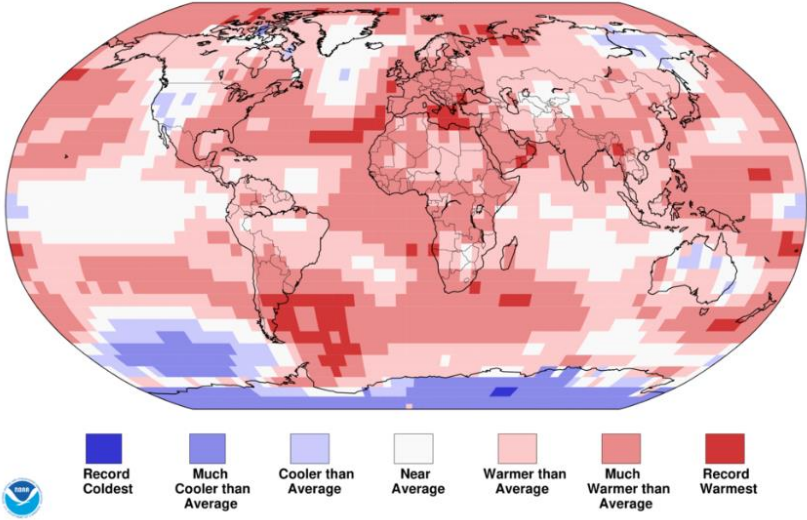 Record
Coldest
Much
Cooler than
Average
Cooler than
Average
Near
Average
Warmer than
Average
Much
Warmer than
Average
Record
Warmest
NOAA